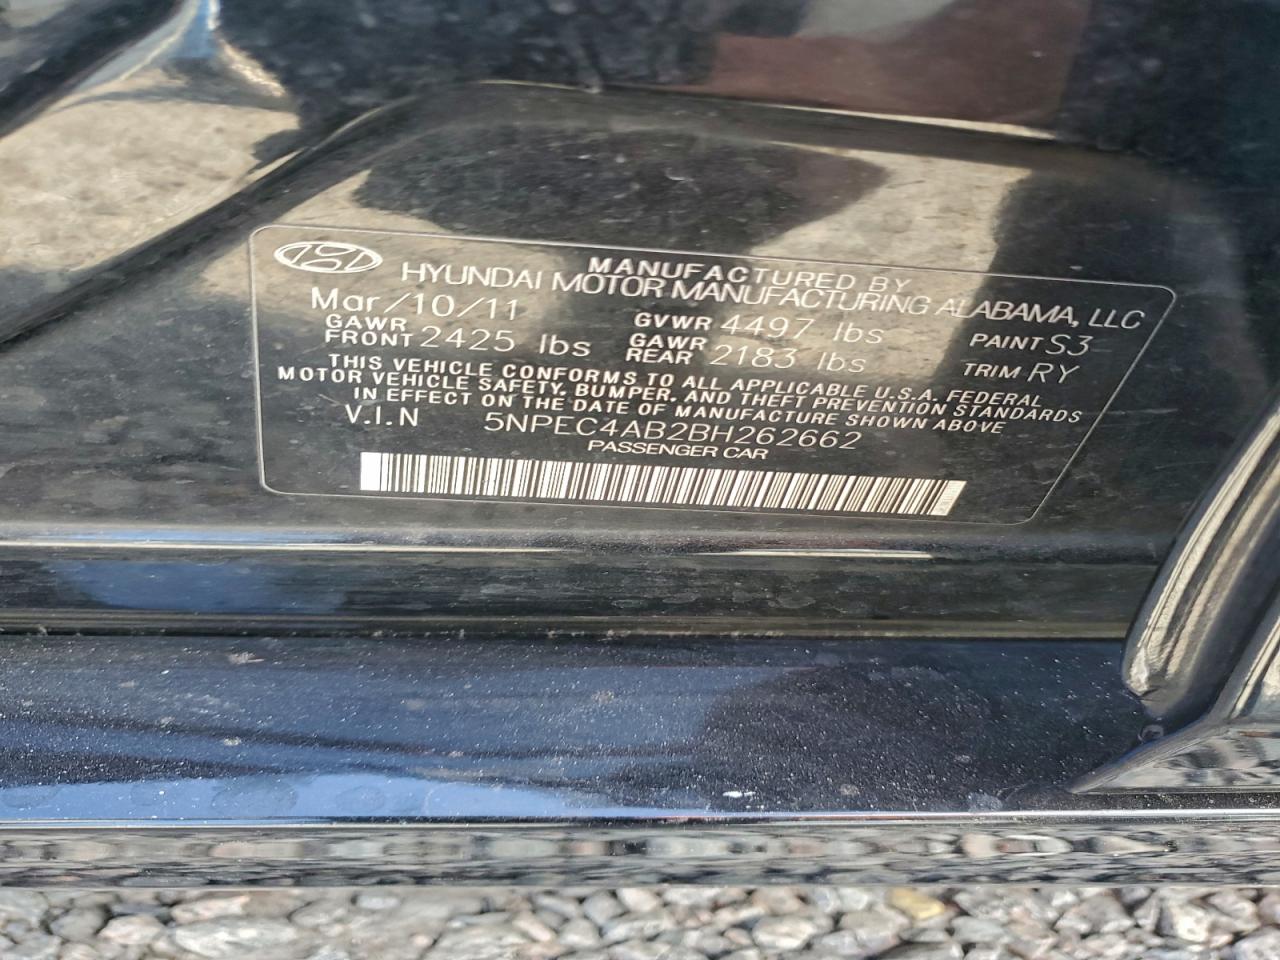 MANUFACTURED BY
HYUNDAI MOTOR MANUFACTURING ALABAMA, LLC
Mar/10/11 GVWR 4497 lbs PAINT S3
GAWR FRONT 2425 lbs GAWR REAR 2183 lbs TRIM RY
THIS VEHICLE CONFORMS TO ALL APPLICABLE U.S.A. FEDERAL
MOTOR VEHICLE SAFETY, BUMPER, AND THEFT PREVENTION STANDARDS
IN EFFECT ON THE DATE OF MANUFACTURE SHOWN ABOVE
V.I.N 5NPEC4AB2BH262662
PASSENGER CAR